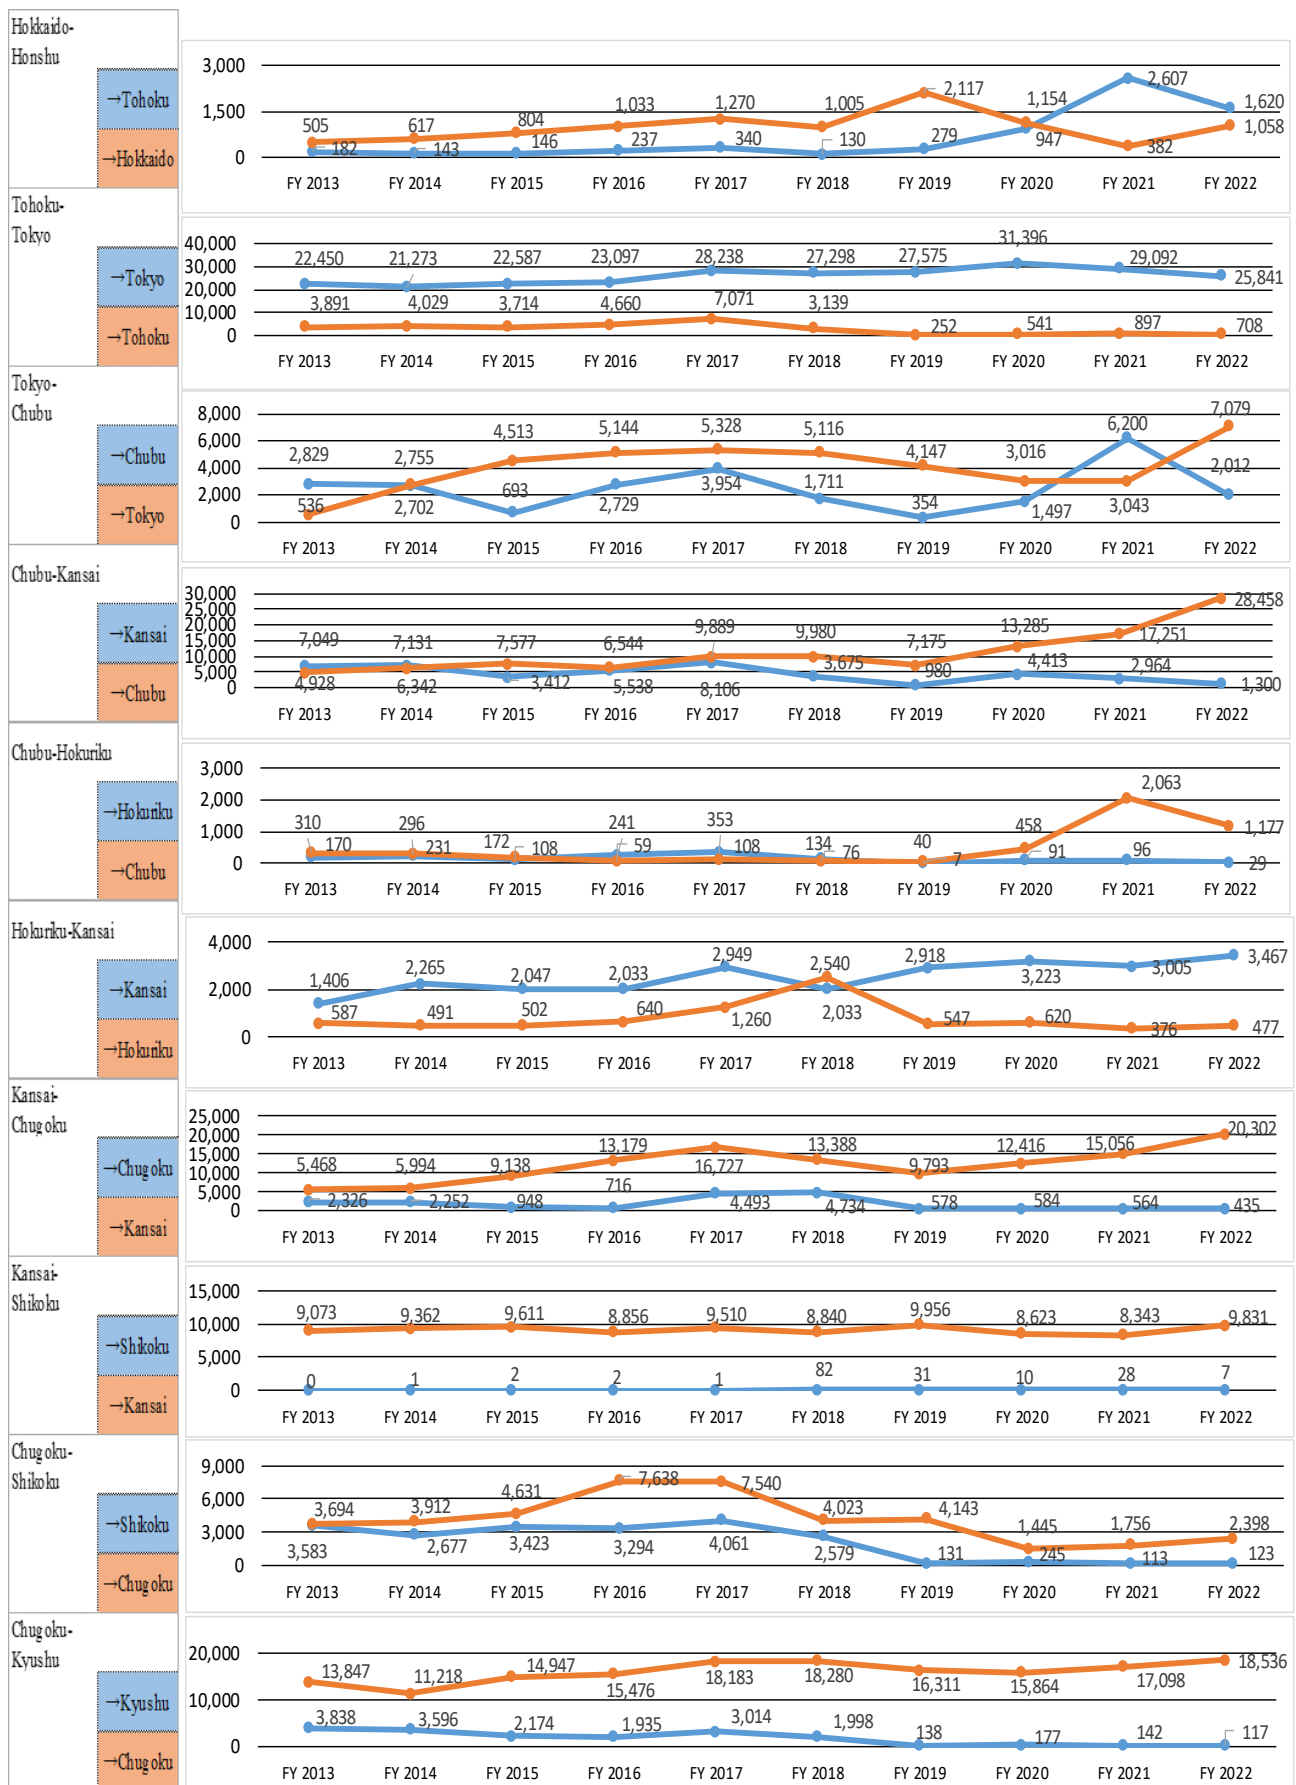 Hokkaido-
Honshu
→Tohoku
→Hokkaido
3,000
1,500
0
505 617 804 1,033 1,270 1,005 2,117 1,154 2,607 1,620
182 143 146 237 340 130 279 947 382 1,058
FY 2013 FY 2014 FY 2015 FY 2016 FY 2017 FY 2018 FY 2019 FY 2020 FY 2021 FY 2022
Tohoku-
Tokyo
→Tokyo
→Tohoku
40,000
30,000
20,000
10,000
0
22,450 21,273 22,587 23,097 28,238 27,298 27,575 31,396 29,092 25,841
3,891 4,029 3,714 4,660 7,071 3,139 252 541 897 708
FY 2013 FY 2014 FY 2015 FY 2016 FY 2017 FY 2018 FY 2019 FY 2020 FY 2021 FY 2022
Tokyo-
Chubu
→Chubu
→Tokyo
8,000
6,000
4,000
2,000
0
2,829 2,755 4,513 5,144 5,328 5,116 4,147 3,016 6,200 7,079
536 2,702 693 2,729 3,954 1,711 354 1,497 3,043 2,012
FY 2013 FY 2014 FY 2015 FY 2016 FY 2017 FY 2018 FY 2019 FY 2020 FY 2021 FY 2022
Chubu-Kansai
→Kansai
→Chubu
30,000
25,000
20,000
15,000
10,000
5,000
0
7,049 7,131 7,577 6,544 9,889 9,980 7,175 13,285 17,251 28,458
4,928 6,342 3,412 5,538 8,106 3,675 980 4,413 2,964 1,300
FY 2013 FY 2014 FY 2015 FY 2016 FY 2017 FY 2018 FY 2019 FY 2020 FY 2021 FY 2022
Chubu-Hokuriku
→Hokuriku
→Chubu
3,000
2,000
1,000
0
310 296 172 241 353 134 40 458 2,063 1,177
170 231 108 59 108 76 7 91 96 29
FY 2013 FY 2014 FY 2015 FY 2016 FY 2017 FY 2018 FY 2019 FY 2020 FY 2021 FY 2022
Hokuriku-Kansai
→Kansai
→Hokuriku
4,000
2,000
0
1,406 2,265 2,047 2,033 2,949 2,540 2,918 3,223 3,005 3,467
587 491 502 640 1,260 2,033 547 620 376 477
FY 2013 FY 2014 FY 2015 FY 2016 FY 2017 FY 2018 FY 2019 FY 2020 FY 2021 FY 2022
Kansai-
Chugoku
→Chugoku
→Kansai
25,000
20,000
15,000
10,000
5,000
0
5,468 5,994 9,138 13,179 16,727 13,388 9,793 12,416 15,056 20,302
2,326 2,252 948 716 4,493 4,734 578 584 564 435
FY 2013 FY 2014 FY 2015 FY 2016 FY 2017 FY 2018 FY 2019 FY 2020 FY 2021 FY 2022
Kansai-
Shikoku
→Shikoku
→Kansai
15,000
10,000
5,000
0
9,073 9,362 9,611 8,856 9,510 8,840 9,956 8,623 8,343 9,831
0 1 2 2 1 82 31 10 28 7
FY 2013 FY 2014 FY 2015 FY 2016 FY 2017 FY 2018 FY 2019 FY 2020 FY 2021 FY 2022
Chugoku-
Shikoku
→Shikoku
→Chugoku
9,000
6,000
3,000
0
3,694 3,912 4,631 7,638 7,540 4,023 4,143 1,445 1,756 2,398
3,583 2,677 3,423 3,294 4,061 2,579 131 245 113 123
FY 2013 FY 2014 FY 2015 FY 2016 FY 2017 FY 2018 FY 2019 FY 2020 FY 2021 FY 2022
Chugoku-
Kyushu
→Kyushu
→Chugoku
20,000
10,000
0
13,847 11,218 14,947 15,476 18,183 18,280 16,311 15,864 17,098 18,536
3,838 3,596 2,174 1,935 3,014 1,998 138 177 142 117
FY 2013 FY 2014 FY 2015 FY 2016 FY 2017 FY 2018 FY 2019 FY 2020 FY 2021 FY 2022